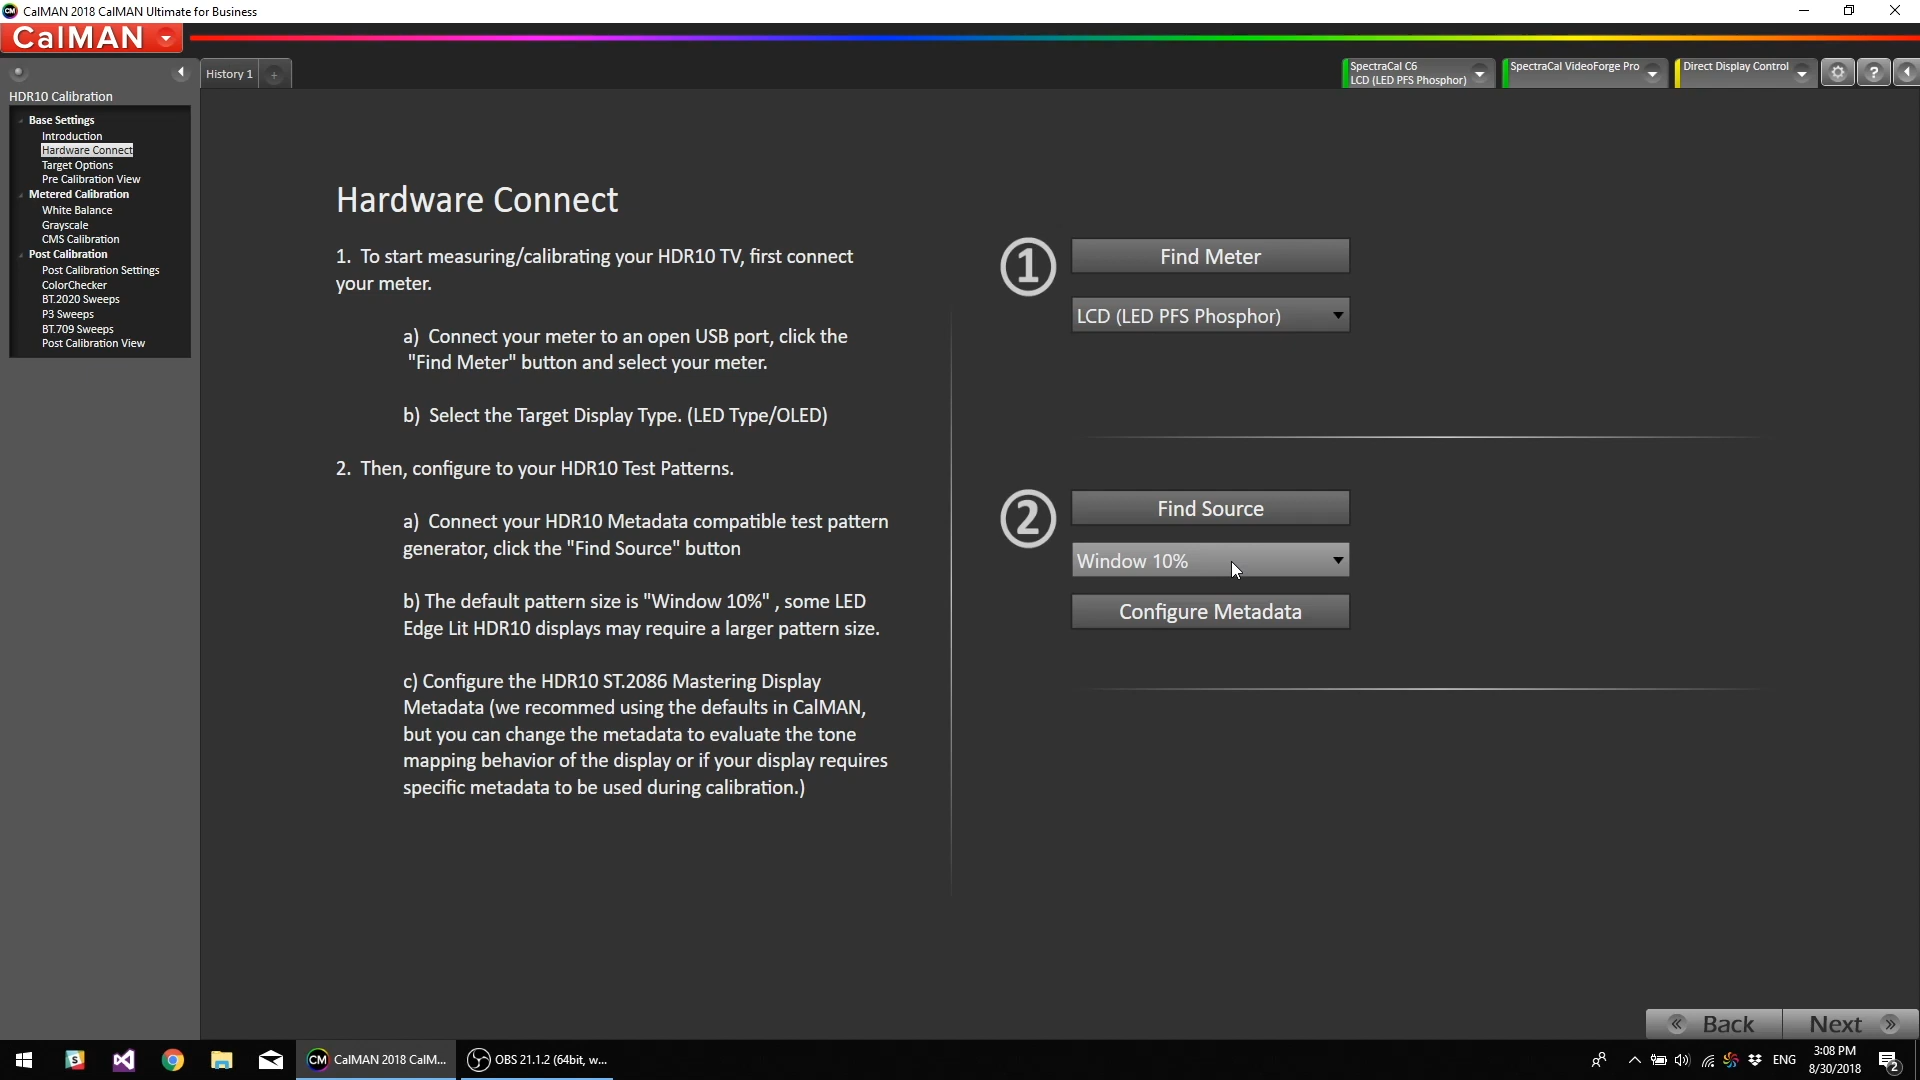 CM CalMAN 2018 CalMAN Ultimate for Business
CalMAN
History 1
+
SpectraCal C6
LCD (LED PFS Phosphor)
SpectraCal VideoForge Pro
Direct Display Control
?
HDR10 Calibration
Base Settings
Introduction
Hardware Connect
Target Options
Pre Calibration View
Metered Calibration
White Balance
Grayscale
CMS Calibration
Post Calibration
Post Calibration Settings
ColorChecker
BT.2020 Sweeps
P3 Sweeps
BT.709 Sweeps
Post Calibration View
Hardware Connect
1. To start measuring/calibrating your HDR10 TV, first connect
your meter.
a) Connect your meter to an open USB port, click the
"Find Meter" button and select your meter.
b) Select the Target Display Type. (LED Type/OLED)
2. Then, configure to your HDR10 Test Patterns.
a) Connect your HDR10 Metadata compatible test pattern
generator, click the "Find Source" button
b) The default pattern size is "Window 10%" , some LED
Edge Lit HDR10 displays may require a larger pattern size.
c) Configure the HDR10 ST.2086 Mastering Display
Metadata (we recommed using the defaults in CalMAN,
but you can change the metadata to evaluate the tone
mapping behavior of the display or if your display requires
specific metadata to be used during calibration.)
1
Find Meter
LCD (LED PFS Phosphor)
2
Find Source
Window 10%
Configure Metadata
Back
Next
CM CalMAN 2018 CalM...
OBS 21.1.2 (64bit, w...
ENG
3:08 PM
8/30/2018
2